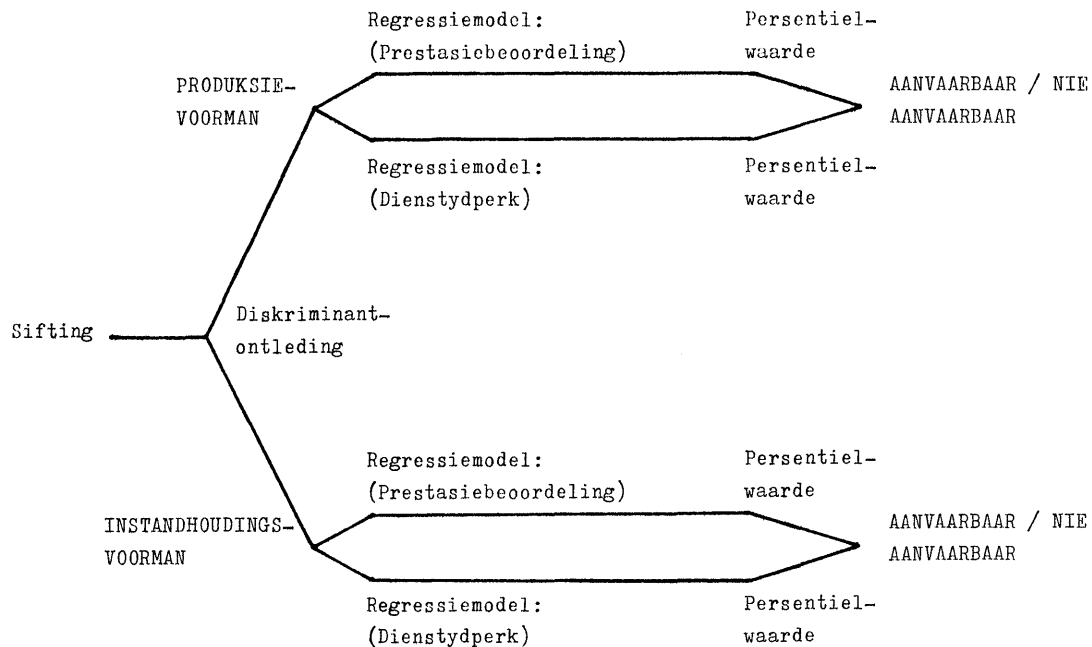 Regressiemodel:
(Prestasiebeoordeling)
Persentiel-
waarde
PRODUKSIE-
VOORMAN
AANVAARBAAR / NIE
AANVAARBAAR
Regressiemodel:
(Dienstydperk)
Persentiel-
waarde
Sifting
Diskriminant-
ontleding
Regressiemodel:
(Prestasiebeoordeling)
Persentiel-
waarde
INSTANDHOUDINGS-
VOORMAN
AANVAARBAAR / NIE
AANVAARBAAR
Regressiemodel:
(Dienstydperk)
Persentiel-
waarde